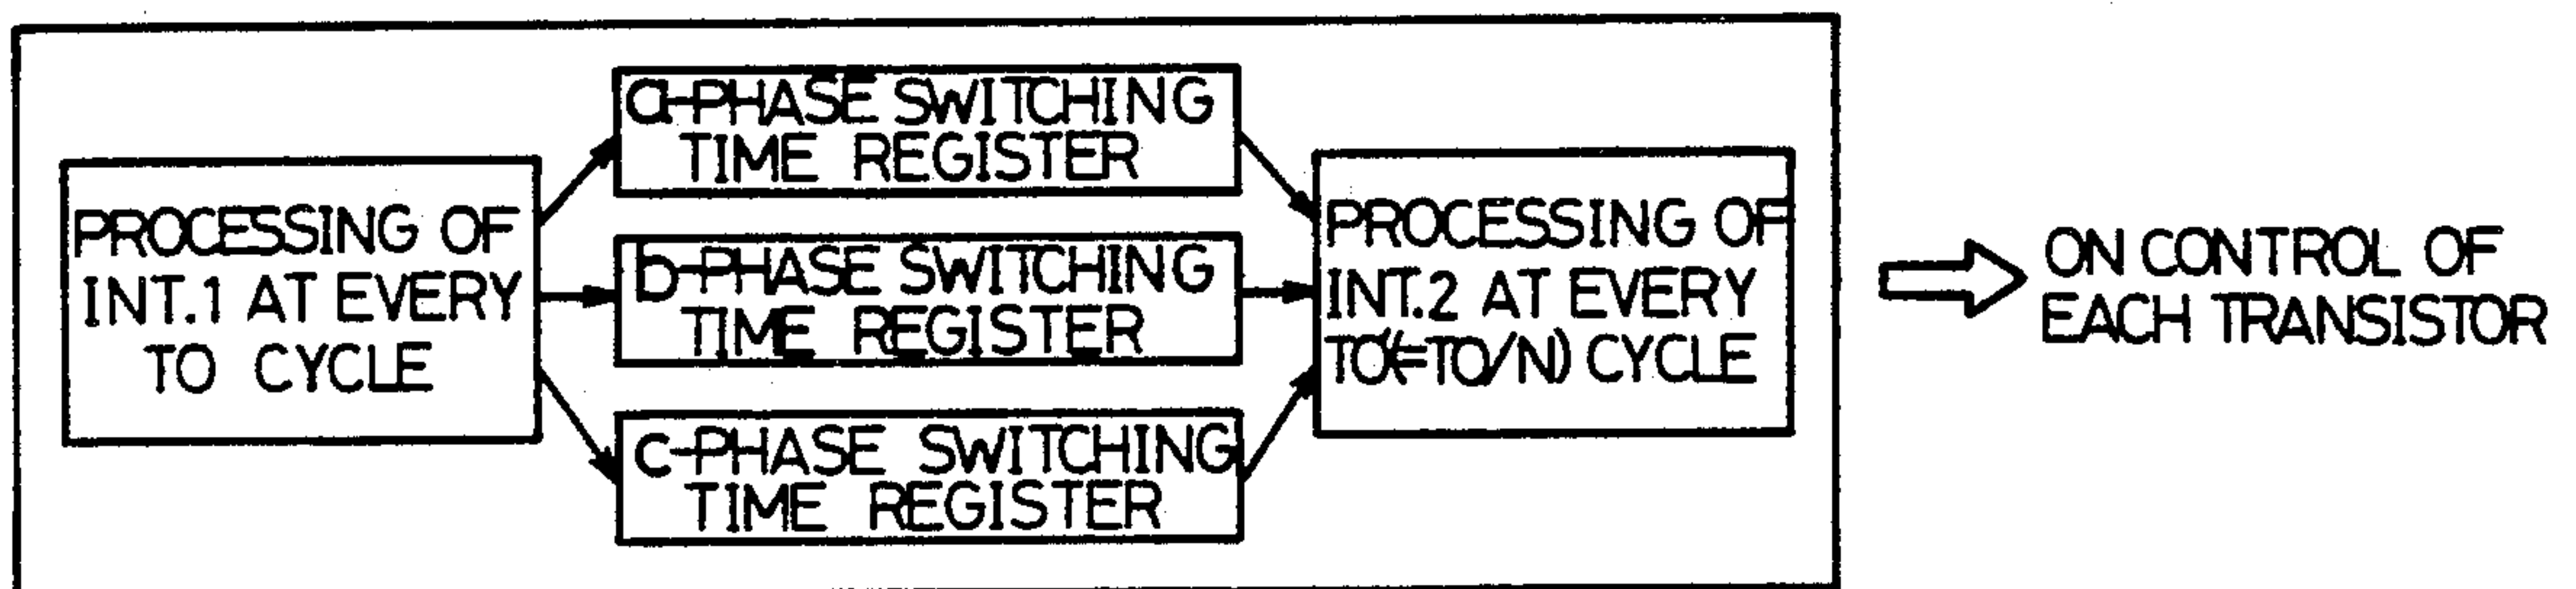 PROCESSING OF
INT.1 AT EVERY
TO CYCLE
a-PHASE SWITCHING
TIME REGISTER
b-PHASE SWITCHING
TIME REGISTER
c-PHASE SWITCHING
TIME REGISTER
PROCESSING OF
INT.2 AT EVERY
TO'(=TO/N) CYCLE
ON CONTROL OF
EACH TRANSISTOR